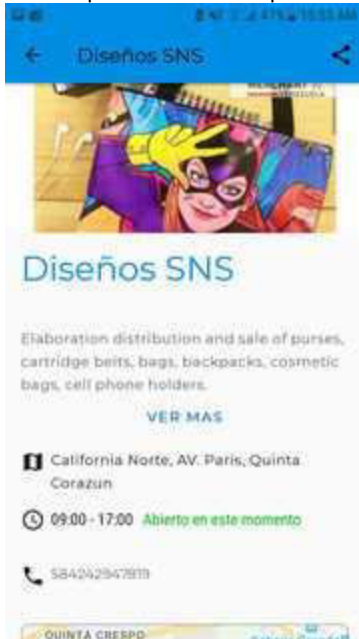 Diseños SNS
Diseños SNS
Elaboration distribution and sale of purses,
cartridge belts, bags, backpacks, cosmetic
bags, cell phone holders.
VER MAS
California Norte, AV. Paris, Quinta
Corazun
09:00 - 17:00 Abierto en este momento
QUINTA CRESPO